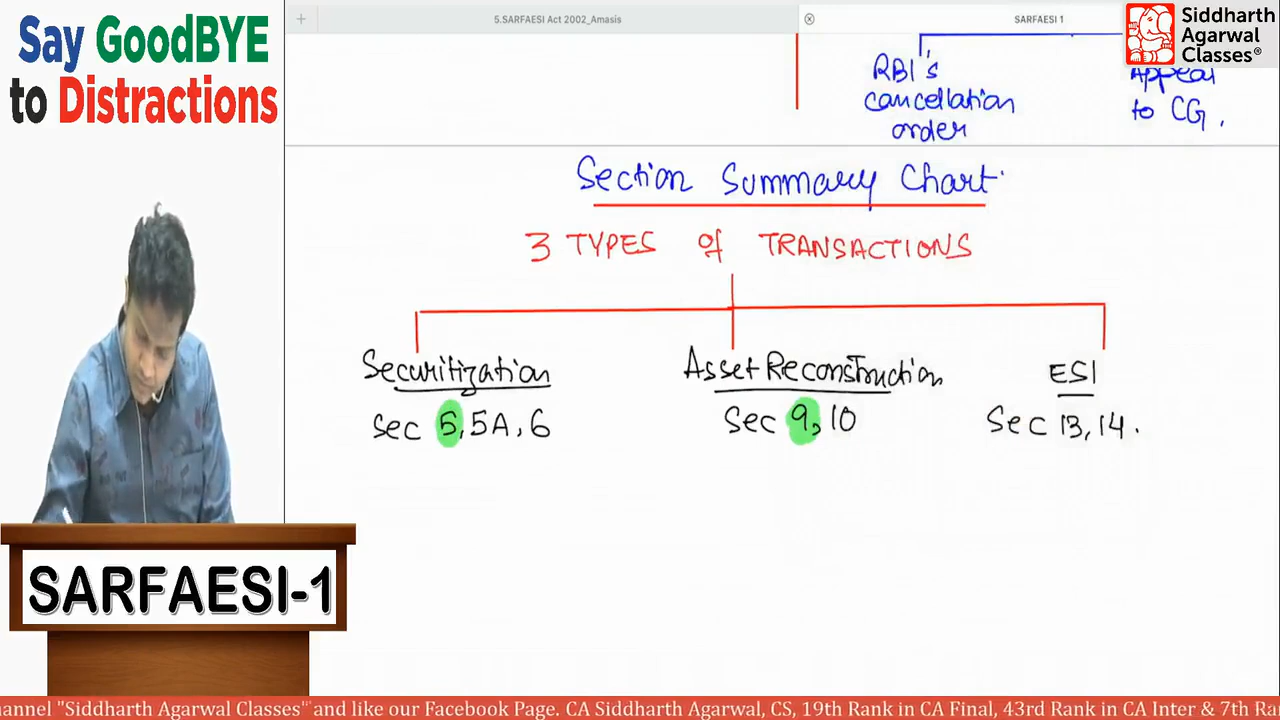 Say GoodBYE
to Distractions
5.SARFAESI Act 2002_Amasis
SARFAESI 1
Siddharth
Agarwal
Classes®
RBI's
cancellation
order
Appeal
to CG.
Section Summary Chart
3 TYPES of TRANSACTIONS
Securitization
Sec 5, 5A, 6
Asset Reconstruction
Sec 9, 10
ESI
Sec 13, 14.
SARFAESI-1
hannel "Siddharth Agarwal Classes" and like our Facebook Page. CA Siddharth Agarwal, CS, 19th Rank in CA Final, 43rd Rank in CA Inter & 7th Ra